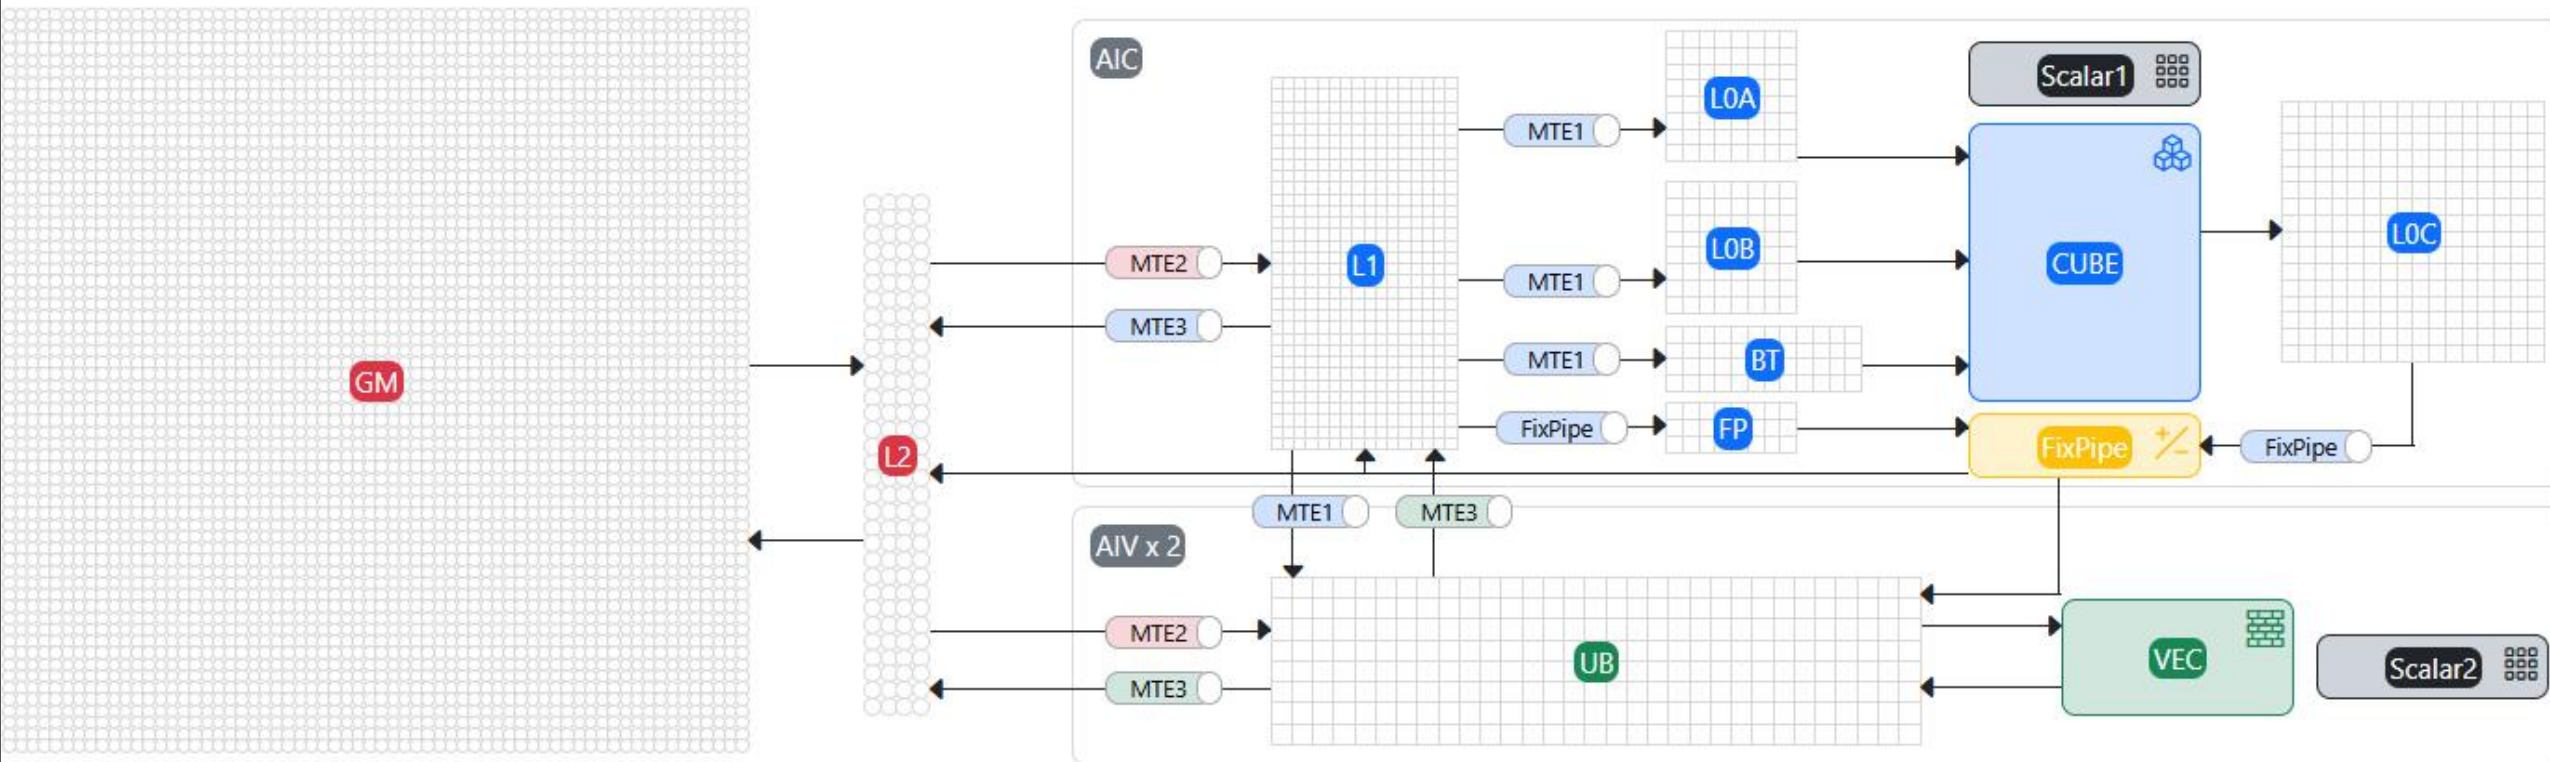 GM
L2
AIC
MTE2
MTE3
L1
MTE1
L0A
MTE1
L0B
MTE1
BT
FixPipe
FP
Scalar1
CUBE
FixPipe
FixPipe
L0C
MTE1
MTE3
AIV x 2
MTE2
MTE3
UB
VEC
Scalar2